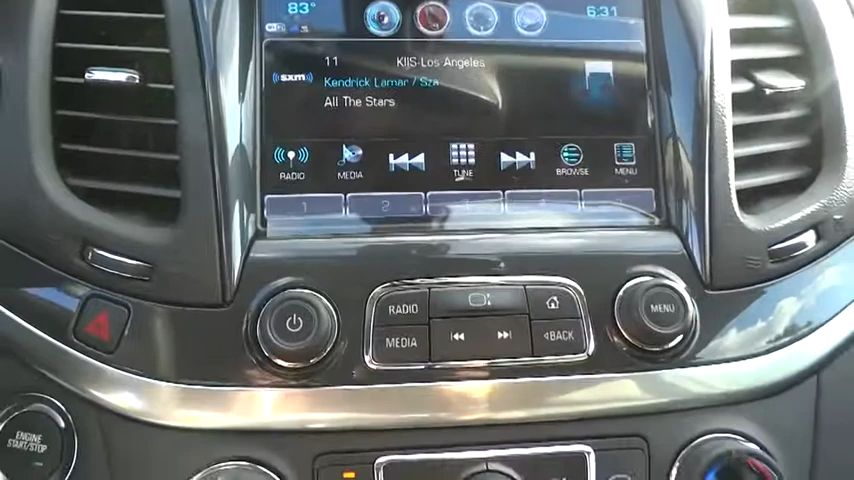 83° 6:31
11 KIIS-Los Angeles
((sxm)) Kendrick Lamar / Sza
All The Stars
RADIO MEDIA TUNE BROWSE MENU
1 2
RADIO MENU
MEDIA BACK
ENGINE
START/STOP